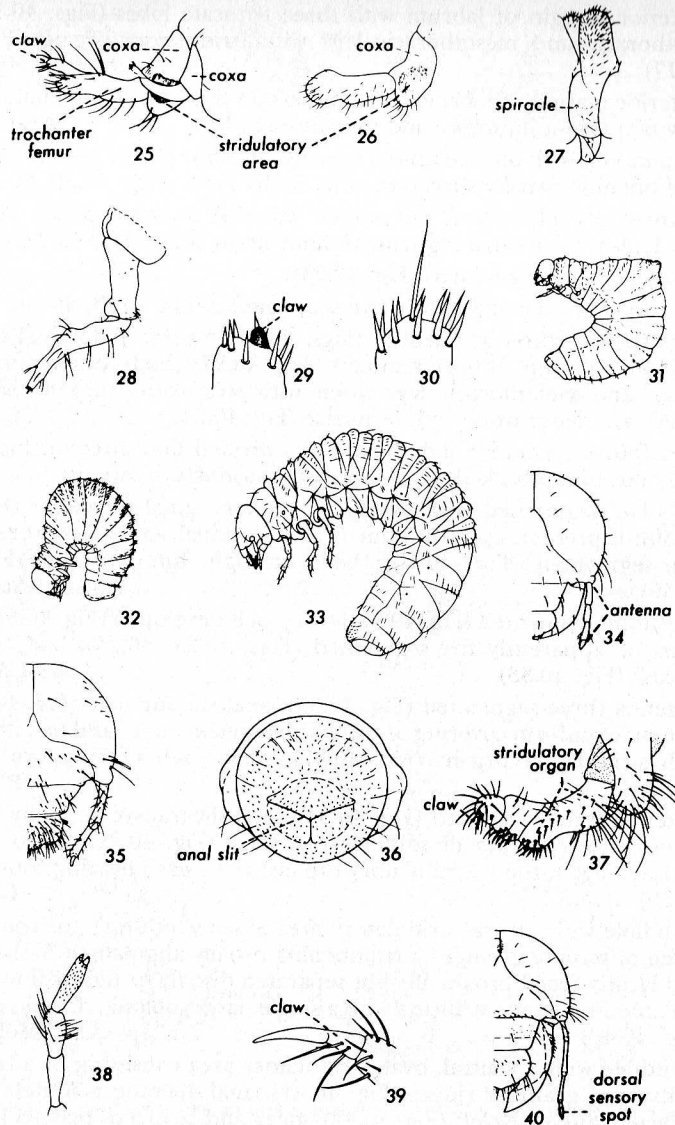 claw
coxa
coxa
coxa
trochanter
femur
25
stridulatory
area
26
spiracle
27
28
claw
29
30
31
32
33
antenna
34
35
anal slit
36
stridulatory
organ
claw
37
38
claw
39
40
dorsal
sensory
spot